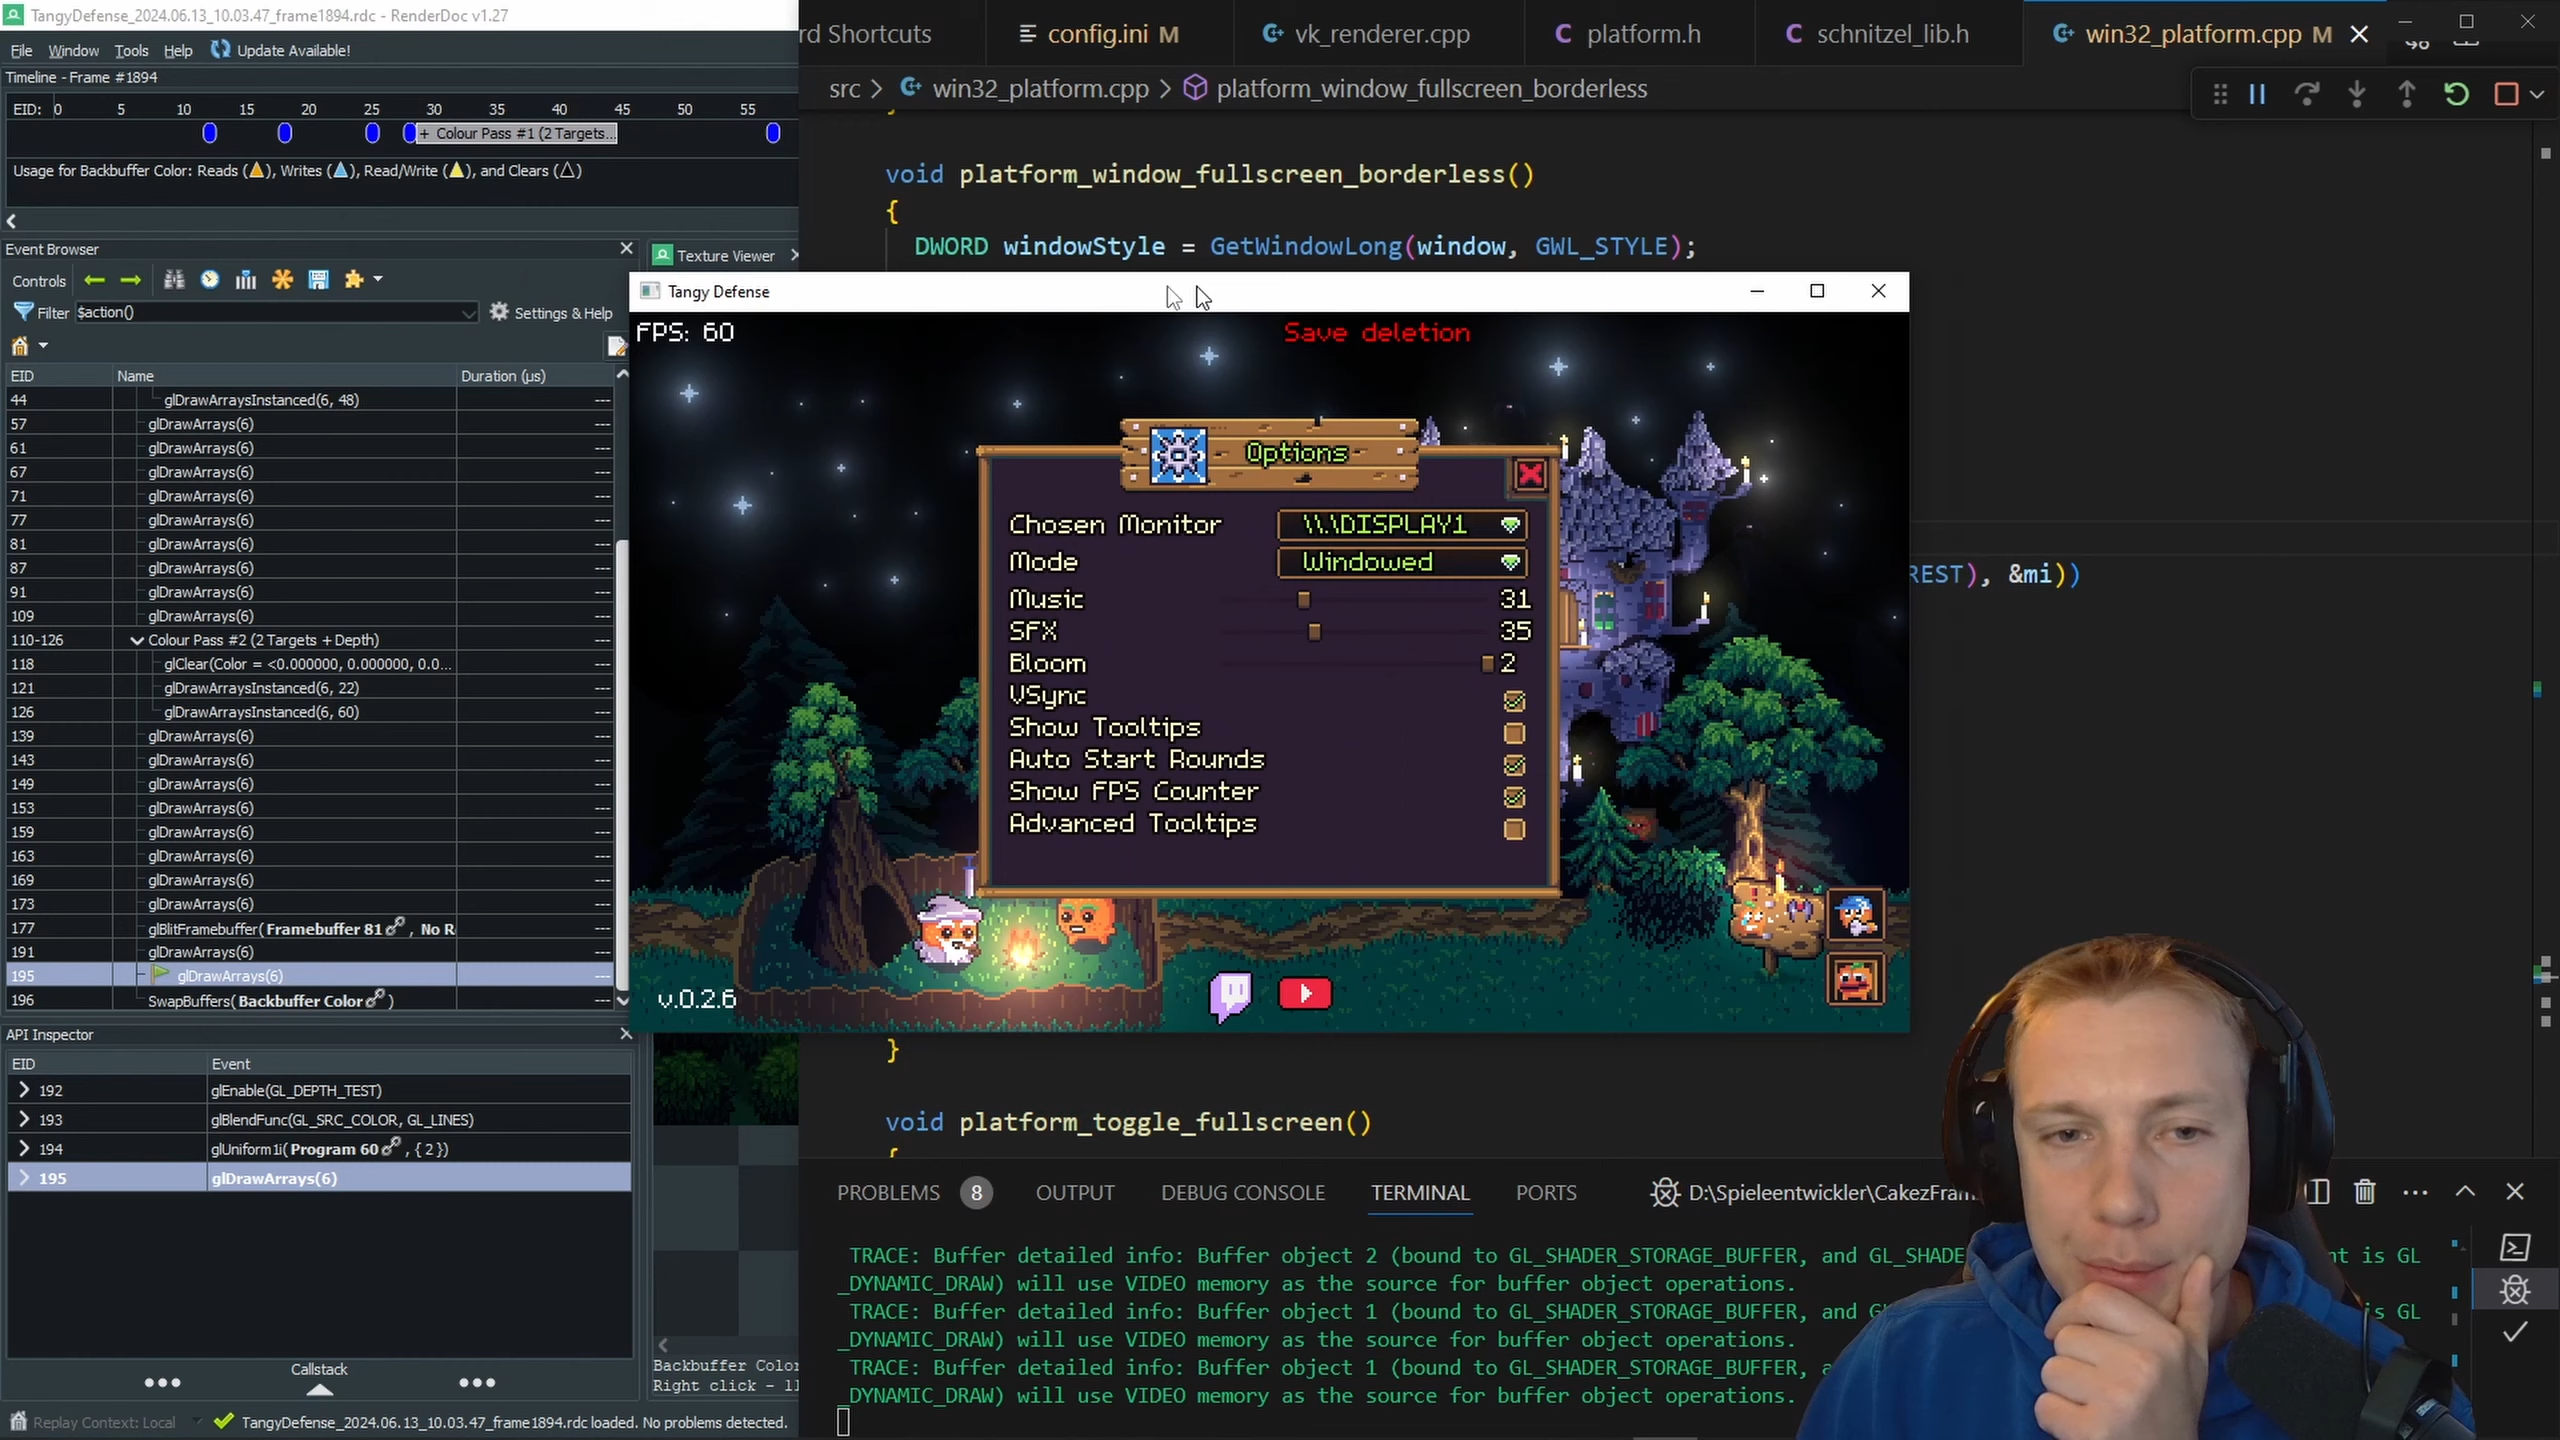 TangyDefense_2024.06.13_10.03.47_frame1894.rdc - RenderDoc v1.27
File Window Tools Help Update Available!
Timeline - Frame #1894
EID: 0 5 10 15 20 25 30 35 40 45 50 55
+ Colour Pass #1 (2 Targets...
Usage for Backbuffer Color: Reads ( ), Writes ( ), Read/Write ( ), and Clears ( )
Event Browser
Controls
Filter $action() Settings & Help
EID Name Duration (µs)
44 glDrawArraysInstanced(6, 48) ---
57 glDrawArrays(6) ---
61 glDrawArrays(6) ---
67 glDrawArrays(6) ---
71 glDrawArrays(6) ---
77 glDrawArrays(6) ---
81 glDrawArrays(6) ---
87 glDrawArrays(6) ---
91 glDrawArrays(6) ---
109 glDrawArrays(6) ---
110-126 Colour Pass #2 (2 Targets + Depth) ---
118 glClear(Color = <0.000000, 0.000000, 0.0... ---
121 glDrawArraysInstanced(6, 22) ---
126 glDrawArraysInstanced(6, 60) ---
139 glDrawArrays(6) ---
143 glDrawArrays(6) ---
149 glDrawArrays(6) ---
153 glDrawArrays(6) ---
159 glDrawArrays(6) ---
163 glDrawArrays(6) ---
169 glDrawArrays(6) ---
173 glDrawArrays(6) ---
177 glBlitFramebuffer( Framebuffer 81 , No R ---
191 glDrawArrays(6) ---
195 glDrawArrays(6) ---
196 SwapBuffers( Backbuffer Color ) ---
API Inspector
EID Event
192 glEnable(GL_DEPTH_TEST)
193 glBlendFunc(GL_SRC_COLOR, GL_LINES)
194 glUniform1i( Program 60 , { 2 })
195 glDrawArrays(6)
Callstack
Replay Context: Local TangyDefense_2024.06.13_10.03.47_frame1894.rdc loaded. No problems detected.
Texture Viewer
Backbuffer Color
Right click - 
rd Shortcuts config.ini M vk_renderer.cpp platform.h schnitzel_lib.h win32_platform.cpp M
src > win32_platform.cpp > platform_window_fullscreen_borderless
}
void platform_window_fullscreen_borderless()
{
DWORD windowStyle = GetWindowLong(window, GWL_STYLE);
REST), &mi))
Tangy Defense
FPS: 60
Save deletion
Options
Chosen Monitor \\.\DISPLAY1
Mode Windowed
Music 31
SFX 35
Bloom 2
VSync
Show Tooltips
Auto Start Rounds
Show FPS Counter
Advanced Tooltips
v.0.2.6
}
void platform_toggle_fullscreen()
{
PROBLEMS 8 OUTPUT DEBUG CONSOLE TERMINAL PORTS D:\Spieleentwickler\CakezFram
TRACE: Buffer detailed info: Buffer object 2 (bound to GL_SHADER_STORAGE_BUFFER, and GL_SHADE nt is GL
_DYNAMIC_DRAW) will use VIDEO memory as the source for buffer object operations.
TRACE: Buffer detailed info: Buffer object 1 (bound to GL_SHADER_STORAGE_BUFFER, and G is GL
_DYNAMIC_DRAW) will use VIDEO memory as the source for buffer object operations.
TRACE: Buffer detailed info: Buffer object 1 (bound to GL_SHADER_STORAGE_BUFFER,
_DYNAMIC_DRAW) will use VIDEO memory as the source for buffer object operations.